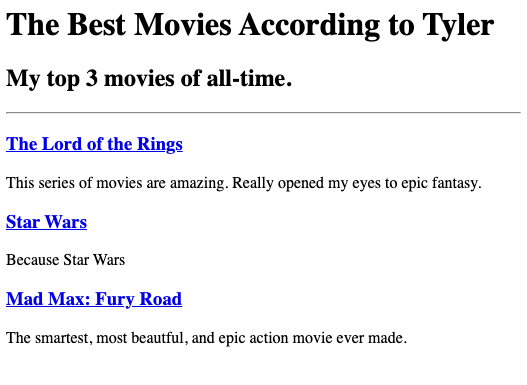 The Best Movies According to Tyler
My top 3 movies of all-time.
The Lord of the Rings
This series of movies are amazing. Really opened my eyes to epic fantasy.
Star Wars
Because Star Wars
Mad Max: Fury Road
The smartest, most beautful, and epic action movie ever made.